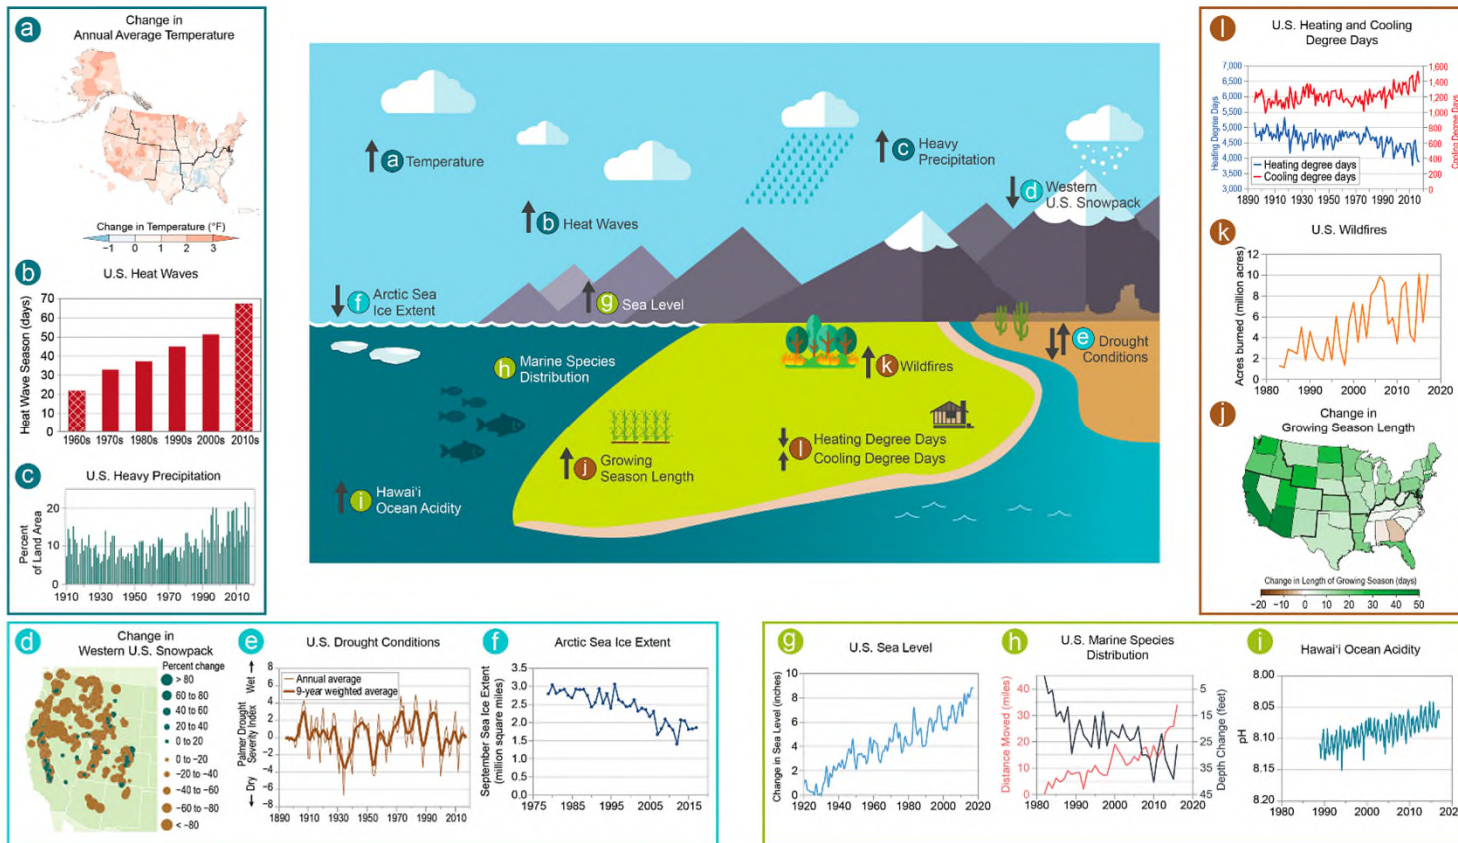 a
Change in
Annual Average Temperature
Change in Temperature (°F)
−1 0 1 2 3
b
U.S. Heat Waves
Heat Wave Season (days)
70
60
50
40
30
20
10
0
1960s 1970s 1980s 1990s 2000s 2010s
c
U.S. Heavy Precipitation
Percent
of Land Area
20
10
0
1910 1930 1950 1970 1990 2010
a Temperature
b Heat Waves
c Heavy
Precipitation
d Western
U.S. Snowpack
f Arctic Sea
Ice Extent
g Sea Level
h Marine Species
Distribution
k Wildfires
e Drought
Conditions
j Growing
Season Length
l Heating Degree Days
Cooling Degree Days
i Hawai‘i
Ocean Acidity
l
U.S. Heating and Cooling
Degree Days
Heating Degree Days
7,000
6,500
6,000
5,500
5,000
4,500
4,000
3,500
3,000
Cooling Degree Days
1,600
1,400
1,200
1,000
800
600
400
200
0
Heating degree days
Cooling degree days
1890 1910 1930 1950 1970 1990 2010
k
U.S. Wildfires
Acres burned (million acres)
12
10
8
6
4
2
0
1980 1990 2000 2010 2020
j
Change in
Growing Season Length
Change in Length of Growing Season (days)
−20 −10 0 10 20 30 40 50
d
Change in
Western U.S. Snowpack
Percent change
> 80
60 to 80
40 to 60
20 to 40
0 to 20
0 to −20
−20 to −40
−40 to −60
−60 to −80
< −80
e
U.S. Drought Conditions
Wet
Palmer Drought
Severity Index
Dry
8
6
4
2
0
−2
−4
−6
−8
Annual average
9-year weighted average
1890 1910 1930 1950 1970 1990 2010
f
Arctic Sea Ice Extent
September Sea Ice Extent
(million square miles)
3.5
3.0
2.5
2.0
1.5
1.0
0.5
0.0
1975 1985 1995 2005 2015
g
U.S. Sea Level
Change in Sea Level (inches)
10
8
6
4
2
0
1920 1940 1960 1980 2000 2020
h
U.S. Marine Species
Distribution
Distance Moved (miles)
40
30
20
10
0
Depth Change (feet)
5
15
25
35
45
1980 1990 2000 2010 2020
i
Hawai‘i Ocean Acidity
pH
8.00
8.05
8.10
8.15
8.20
1980 1990 2000 2010 2020